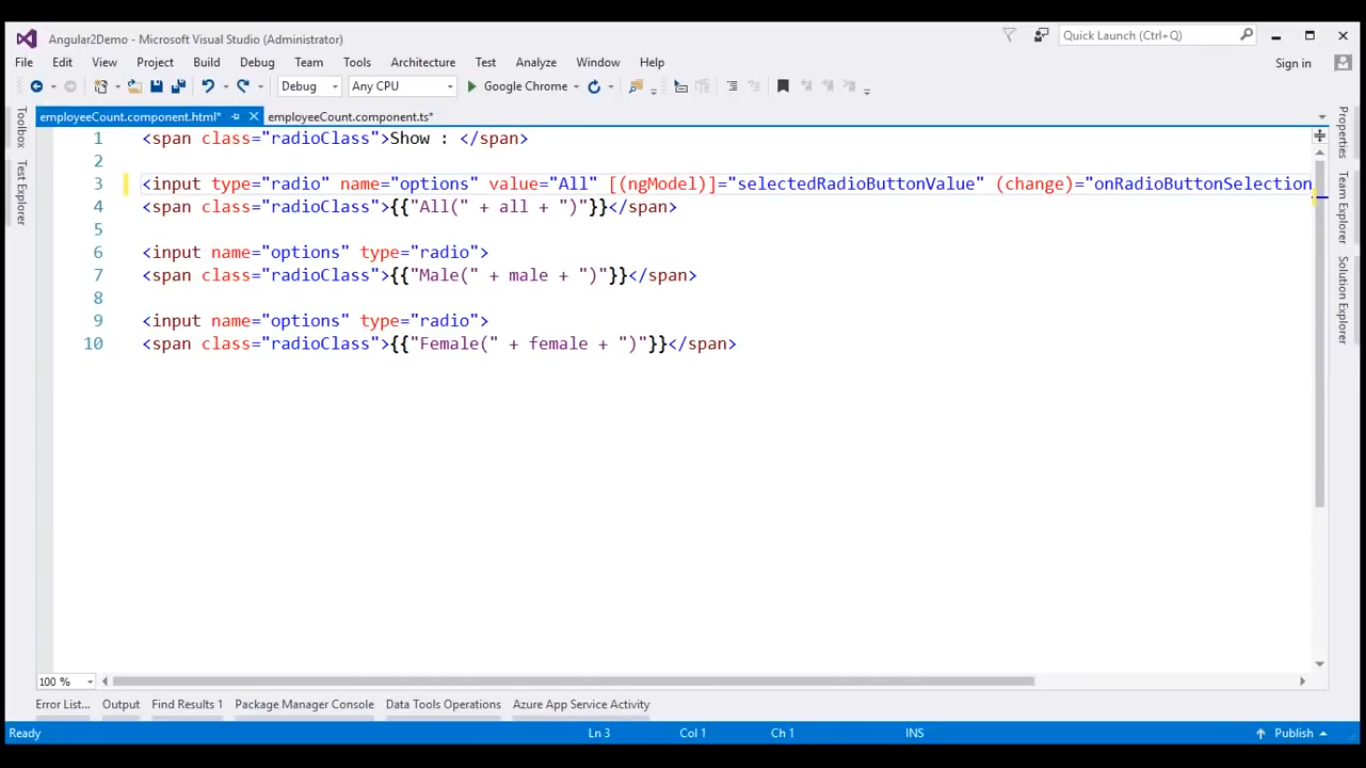 Angular2Demo - Microsoft Visual Studio (Administrator)
Quick Launch (Ctrl+Q)
File Edit View Project Build Debug Team Tools Architecture Test Analyze Window Help
Sign in
Debug Any CPU Google Chrome
employeeCount.component.html* employeeCount.component.ts*
Toolbox
Test Explorer
1 <span class="radioClass">Show : </span>
2
3 <input type="radio" name="options" value="All" [(ngModel)]="selectedRadioButtonValue" (change)="onRadioButtonSelection
4 <span class="radioClass">{{"All(" + all + ")"}}</span>
5
6 <input name="options" type="radio">
7 <span class="radioClass">{{"Male(" + male + ")"}}</span>
8
9 <input name="options" type="radio">
10 <span class="radioClass">{{"Female(" + female + ")"}}</span>
Properties
Team Explorer
Solution Explorer
100 %
Error List... Output Find Results 1 Package Manager Console Data Tools Operations Azure App Service Activity
Ready Ln 3 Col 1 Ch 1 INS Publish